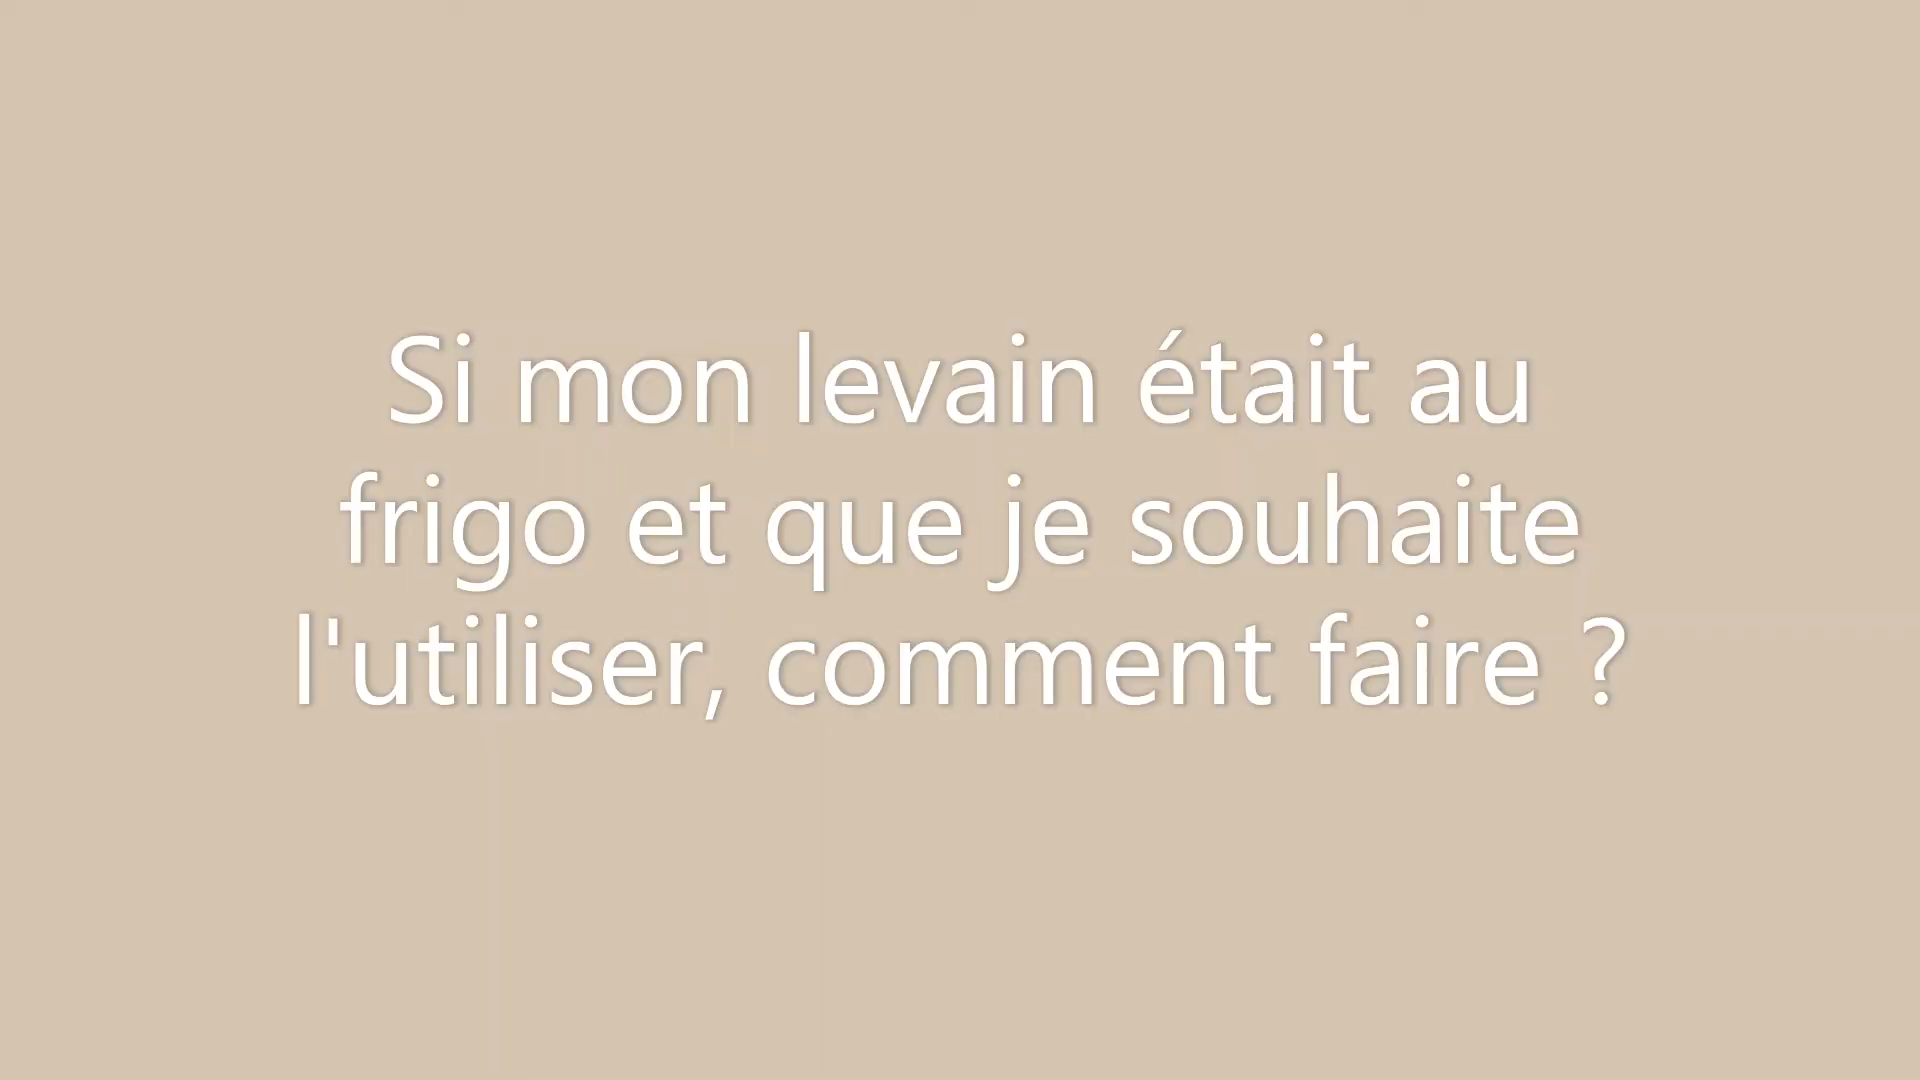 Si mon levain était au
frigo et que je souhaite
l'utiliser, comment faire ?